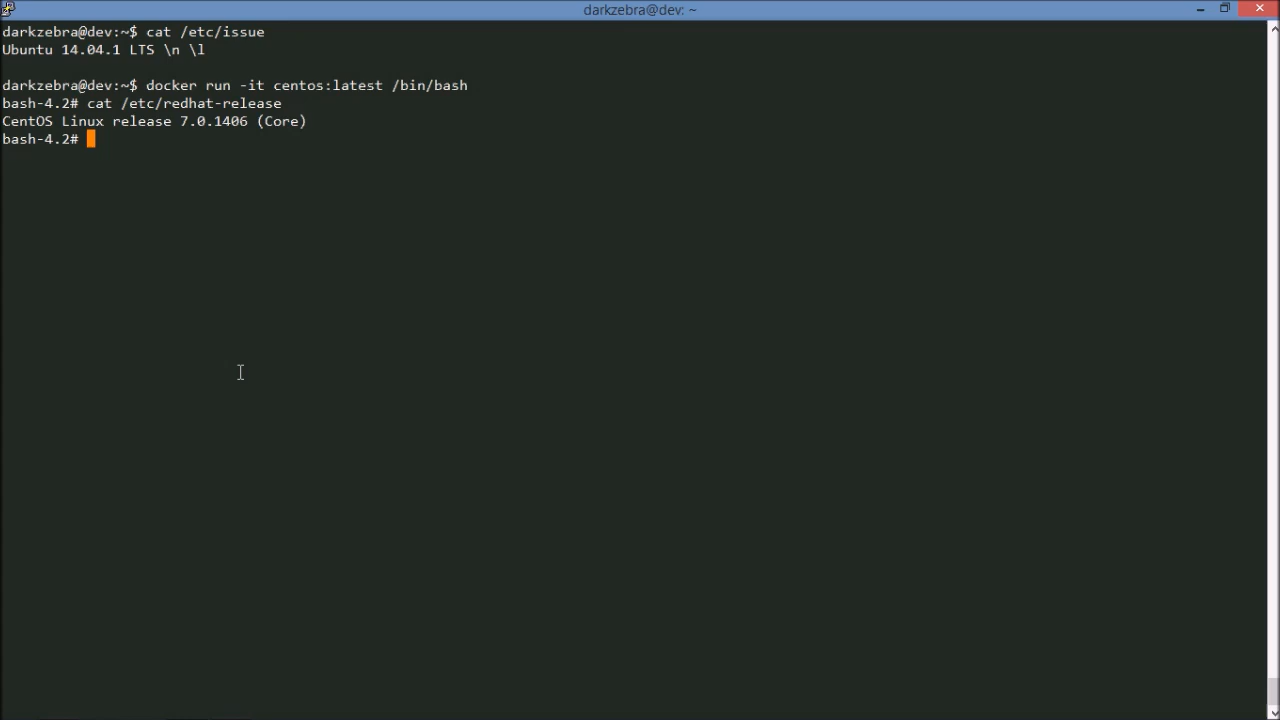 darkzebra@dev: ~
darkzebra@dev:~$ cat /etc/issue
Ubuntu 14.04.1 LTS \n \l
darkzebra@dev:~$ docker run -it centos:latest /bin/bash
bash-4.2# cat /etc/redhat-release
CentOS Linux release 7.0.1406 (Core)
bash-4.2#